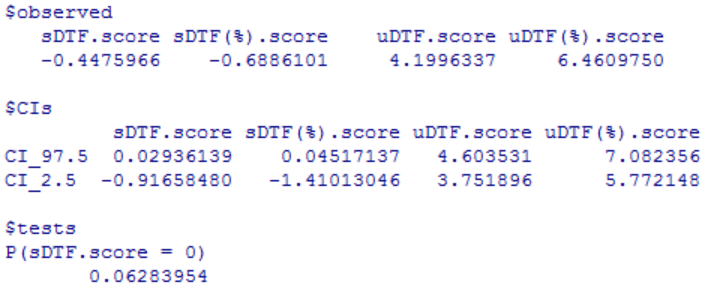 $observed
sDTF.score sDTF(%).score uDTF.score uDTF(%).score
-0.4475966 -0.6886101 4.1996337 6.4609750
$CIs
sDTF.score sDTF(%).score uDTF.score uDTF(%).score
CI_97.5 0.02936139 0.04517137 4.603531 7.082356
CI_2.5 -0.91658480 -1.41013046 3.751896 5.772148
$tests
P(sDTF.score = 0)
0.06283954